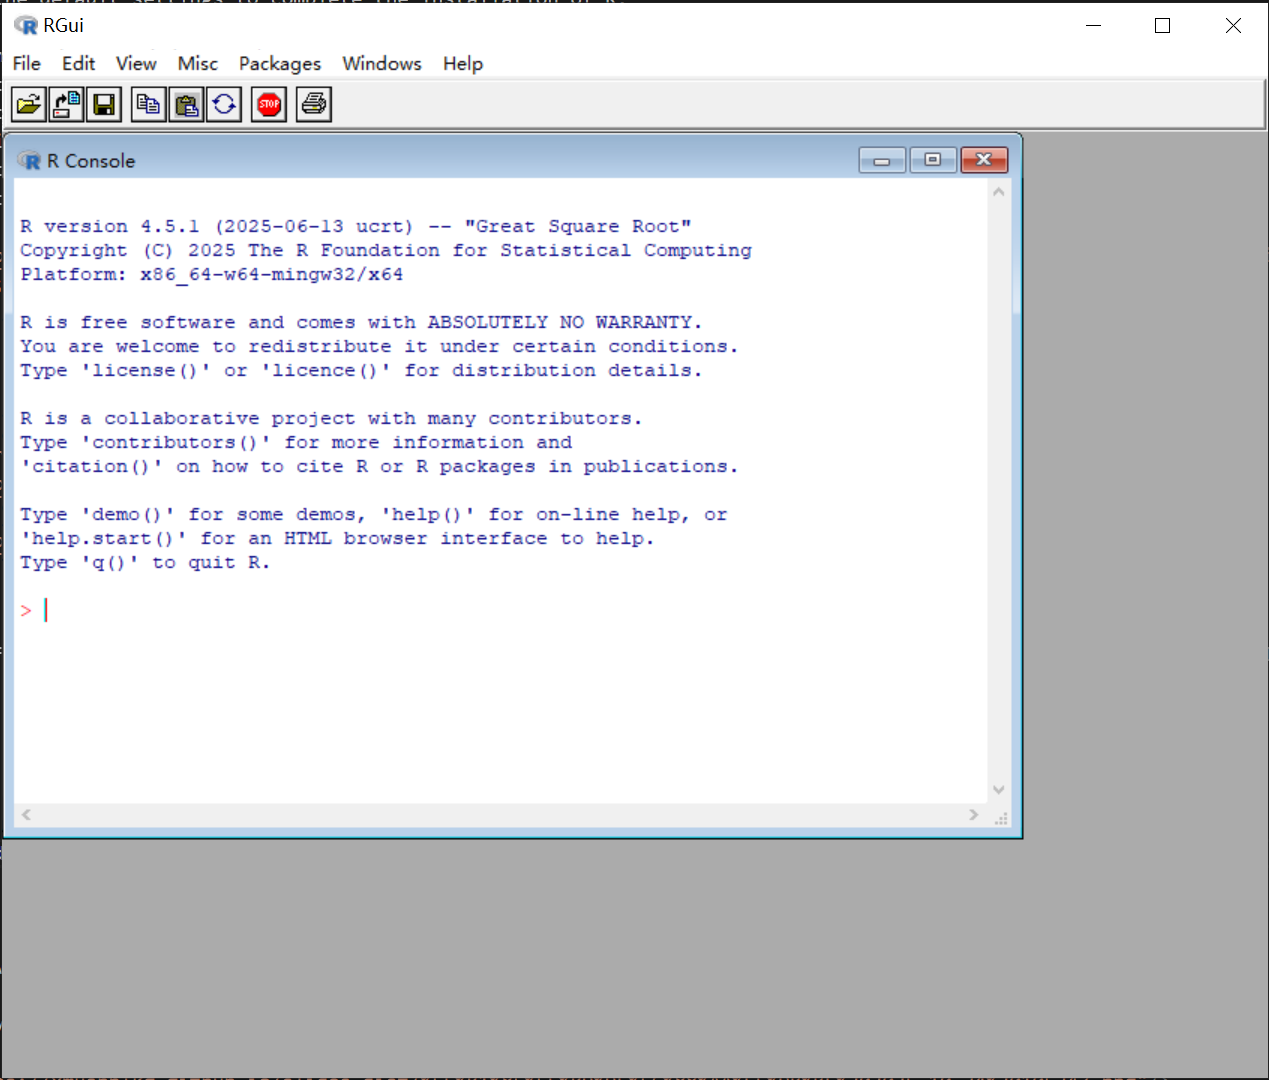 RGui
File Edit View Misc Packages Windows Help
STOP
R Console
R version 4.5.1 (2025-06-13 ucrt) -- "Great Square Root"
Copyright (C) 2025 The R Foundation for Statistical Computing
Platform: x86_64-w64-mingw32/x64
R is free software and comes with ABSOLUTELY NO WARRANTY.
You are welcome to redistribute it under certain conditions.
Type 'license()' or 'licence()' for distribution details.
R is a collaborative project with many contributors.
Type 'contributors()' for more information and
'citation()' on how to cite R or R packages in publications.
Type 'demo()' for some demos, 'help()' for on-line help, or
'help.start()' for an HTML browser interface to help.
Type 'q()' to quit R.
>